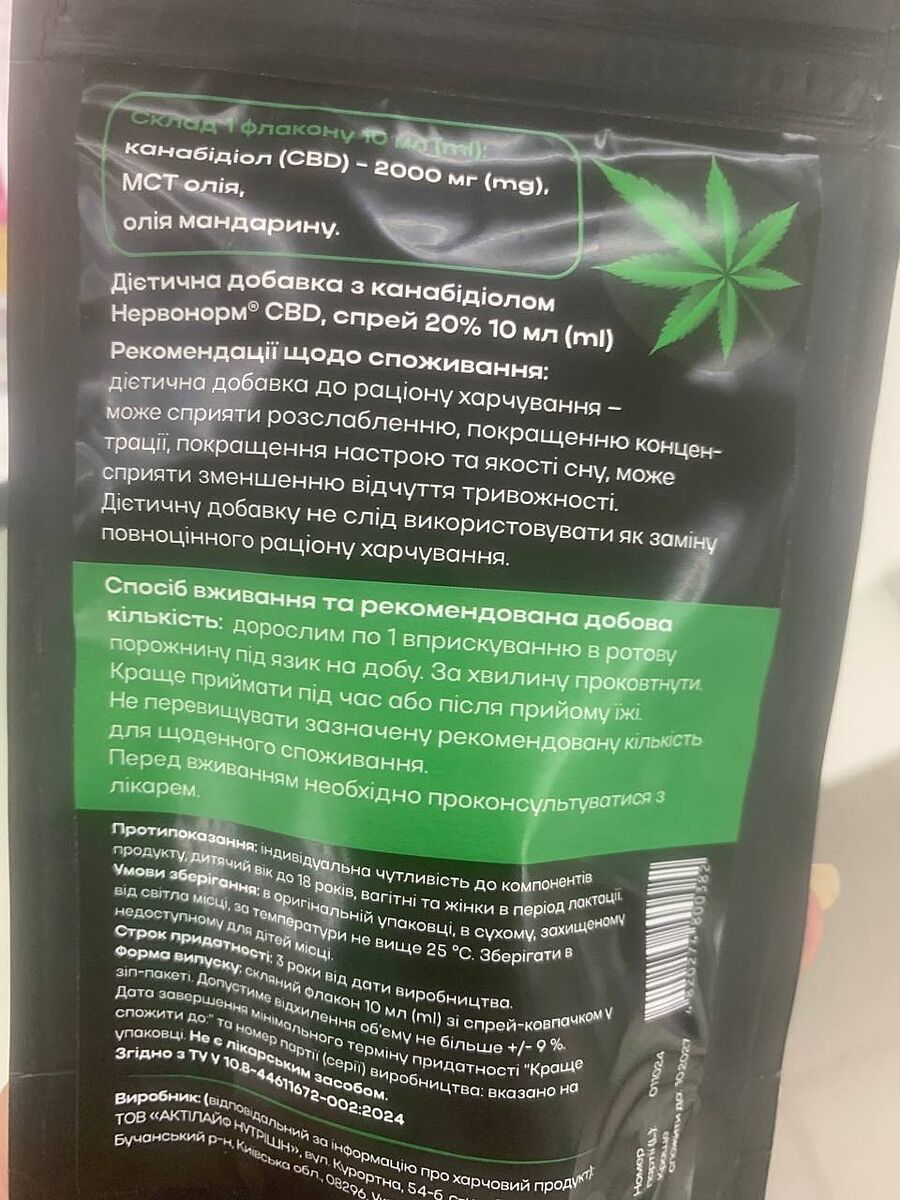 Склад 1 флакону 10 мл (ml):
канабідіол (CBD) – 2000 мг (mg),
МСТ олія,
олія мандарину.
Дієтична добавка з канабідіолом
Нервонорм® CBD, спрей 20% 10 мл (ml)
Рекомендації щодо споживання:
дієтична добавка до раціону харчування –
може сприяти розслабленню, покращенню концен-
трації, покращення настрою та якості сну, може
сприяти зменшенню відчуття тривожності.
Дієтичну добавку не слід використовувати як заміну
повноцінного раціону харчування.
Спосіб вживання та рекомендована добова
кількість: дорослим по 1 вприскуванню в ротову
порожнину під язик на добу. За хвилину проковтнути.
Краще приймати під час або після прийому їжі.
Не перевищувати зазначену рекомендовану кількість
для щоденного споживання.
Перед вживанням необхідно проконсультуватися з
лікарем.
Протипоказання: індивідуальна чутливість до компонентів
продукту, дитячий вік до 18 років, вагітні та жінки в період лактації.
Умови зберігання: в оригінальній упаковці, в сухому, захищеному
від світла місці, за температури не вище 25 °C. Зберігати в
недоступному для дітей місці.
Строк придатності: 3 роки від дати виробництва.
Форма випуску: скляний флакон 10 мл (ml) зі спрей-ковпачком у
зіп-пакеті. Допустиме відхилення об'єму не більше +/- 9 %.
Дата завершення мінімального терміну придатності "Краще
спожити до:" та номер партії (серії) виробництва: вказано на
упаковці. Не є лікарським засобом.
Згідно з ТУ У 10.8-44611672-002:2024
Виробник: (відповідальний за інформацію про харчовий продукт):
ТОВ «АКТІЛАЙФ НУТРІШН», вул. Курортна, 54-б,
Бучанський р-н, Київська обл., 08296,
Номер
партії (L): 011024
Краще
спожити до: 10.2027